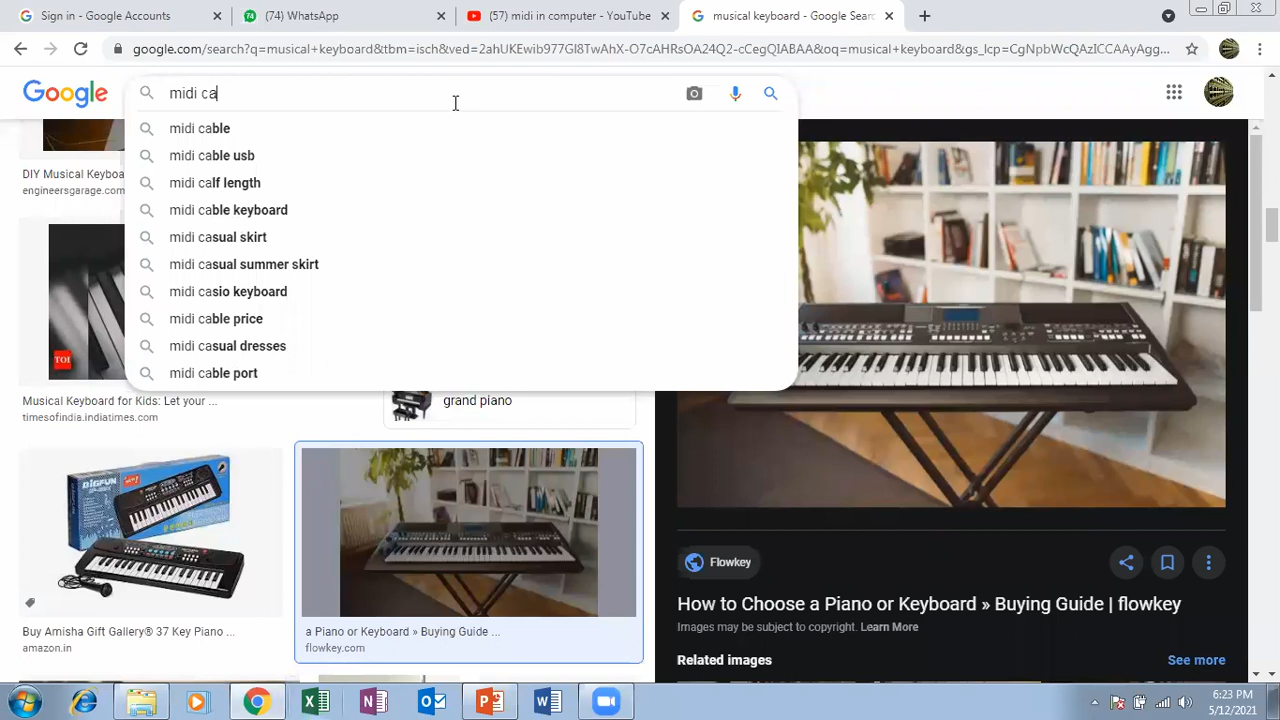 Sign in - Google Accounts
(74) WhatsApp
(57) midi in computer - YouTube
musical keyboard - Google Sear
google.com/search?q=musical+keyboard&tbm=isch&ved=2ahUKEwib977Gl8TwAhX-O7cAHRsOA24Q2-cCegQIABAA&oq=musical+keyboard&gs_lcp=CgNpbWcQAzICCAAyAgg...
Google
midi ca
midi cable
midi cable usb
midi calf length
midi cable keyboard
midi casual skirt
midi casual summer skirt
midi casio keyboard
midi cable price
midi casual dresses
midi cable port
DIY Musical Keyboa
engineersgarage.com
TOI
Musical Keyboard for Kids: Let your ...
timesofindia.indiatimes.com
grand piano
BIGFUN
Buy Amisha Gift Gallery® 37 Key Piano ...
amazon.in
a Piano or Keyboard » Buying Guide ...
flowkey.com
Flowkey
How to Choose a Piano or Keyboard » Buying Guide | flowkey
Images may be subject to copyright. Learn More
Related images
See more
6:23 PM
5/12/2021